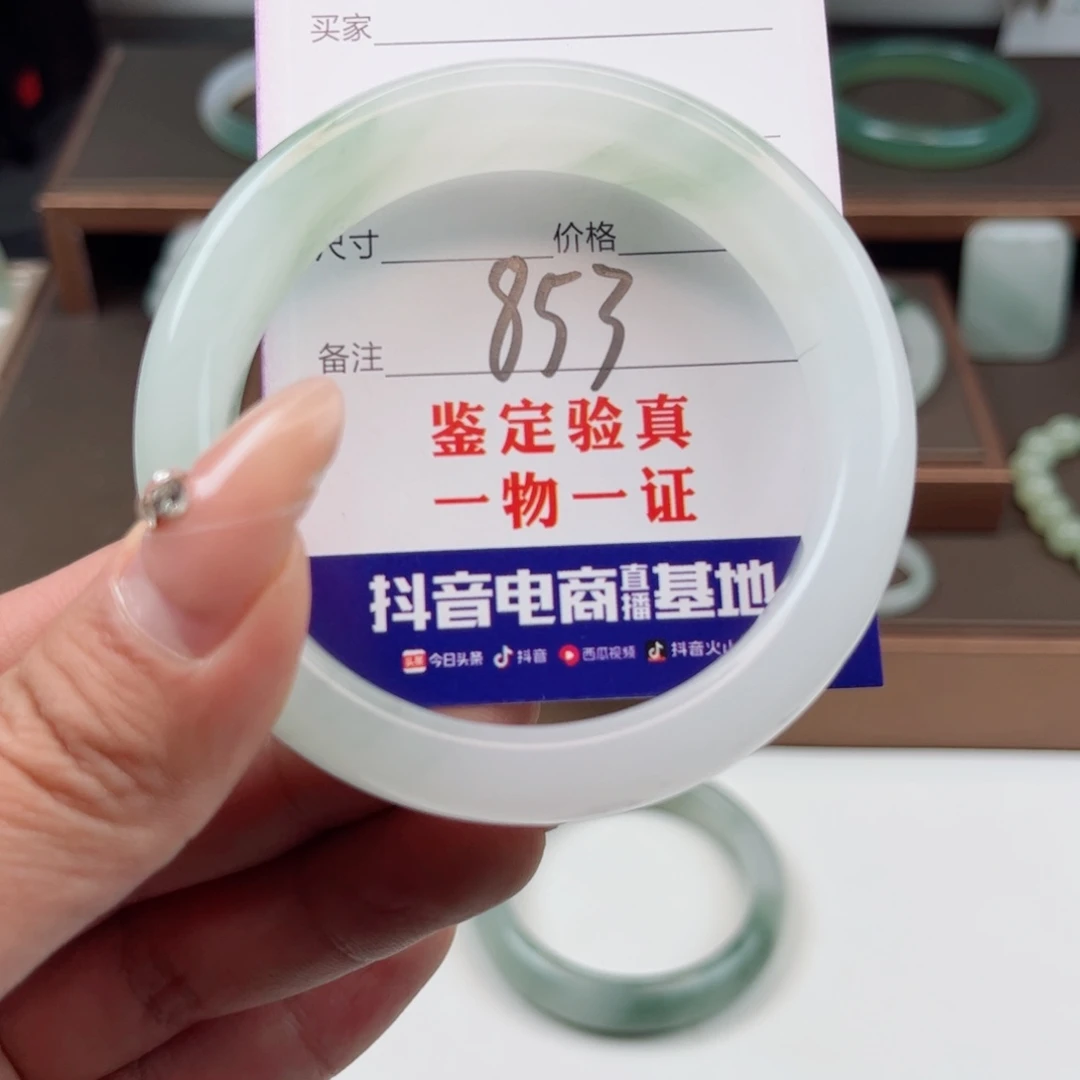 买家
尺寸 价格
853
备注
鉴定验真
一物一证
抖音电商直播基地
今日头条 抖音 西瓜视频 抖音火山